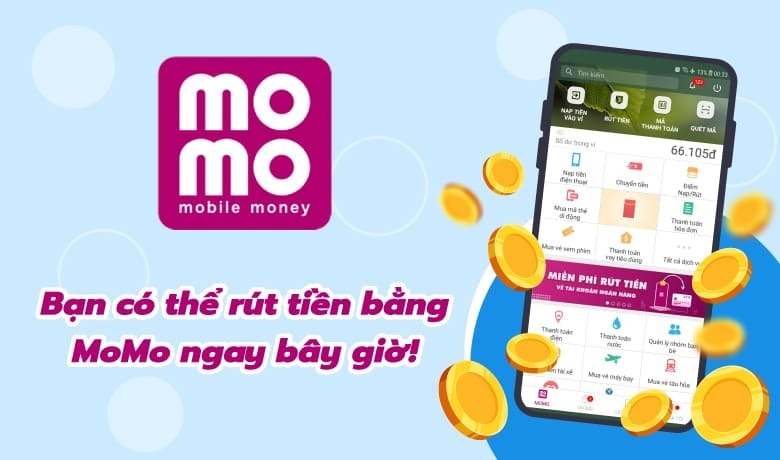 mo
mo
mobile money
Bạn có thể rút tiền bằng
MoMo ngay bây giờ!
13% 00:33
Tìm kiếm
NẠP TIỀN
VÀO VÍ
RÚT TIỀN
MÃ
THANH TOÁN
QUÉT MÃ
Số dư trong ví
66.105đ
Nạp tiền
điện thoại
Chuyển tiền
Điểm
Nạp/Rút
Mua mã thẻ
di động
Thanh toán
hóa đơn
Mua vé xem phim
Thanh toán
vay tiêu dùng
Tất cả dịch
MIỄN PHÍ RÚT TIỀN
VỀ TÀI KHOẢN NGÂN HÀNG
Thanh toán
điện
Thanh toán
nước
Quản lý nhóm bạn
bè
Mua vé máy bay
Mua vé tàu hỏa
MOMO